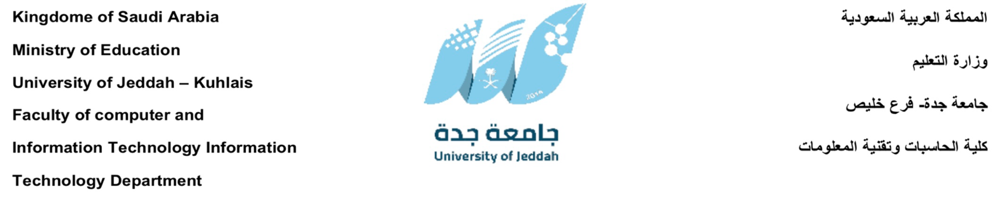 Kingdome of Saudi Arabia
Ministry of Education
University of Jeddah – Kuhlais
Faculty of computer and
Information Technology Information
Technology Department
2014
جامعة جدة
University of Jeddah
المملكة العربية السعودية
وزارة التعليم
جامعة جدة- فرع خليص
كلية الحاسبات وتقنية المعلومات